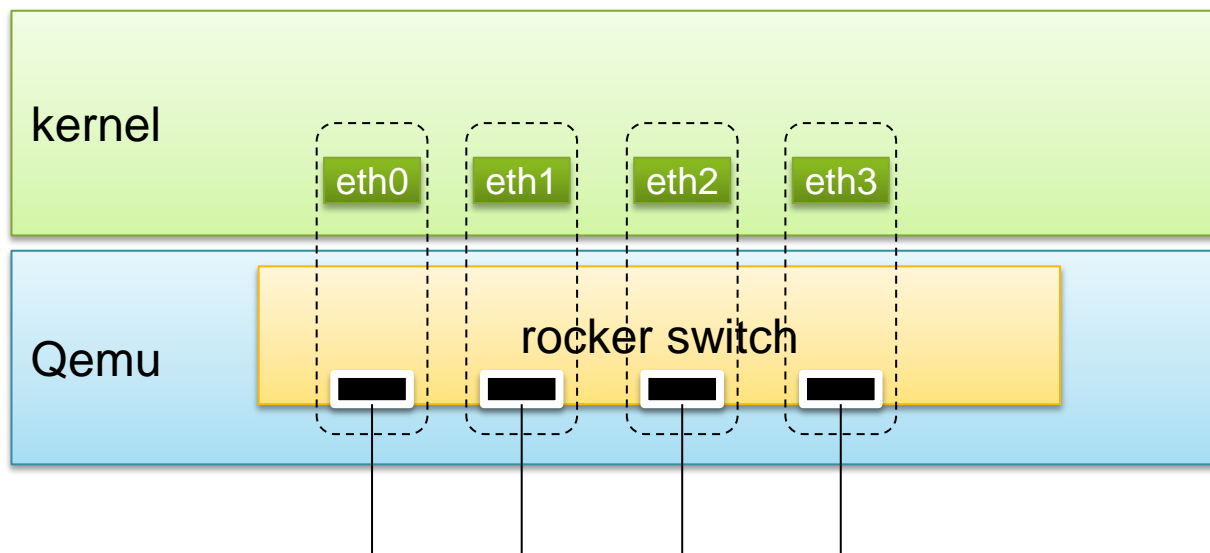 kernel
eth0
eth1
eth2
eth3
rocker switch
Qemu